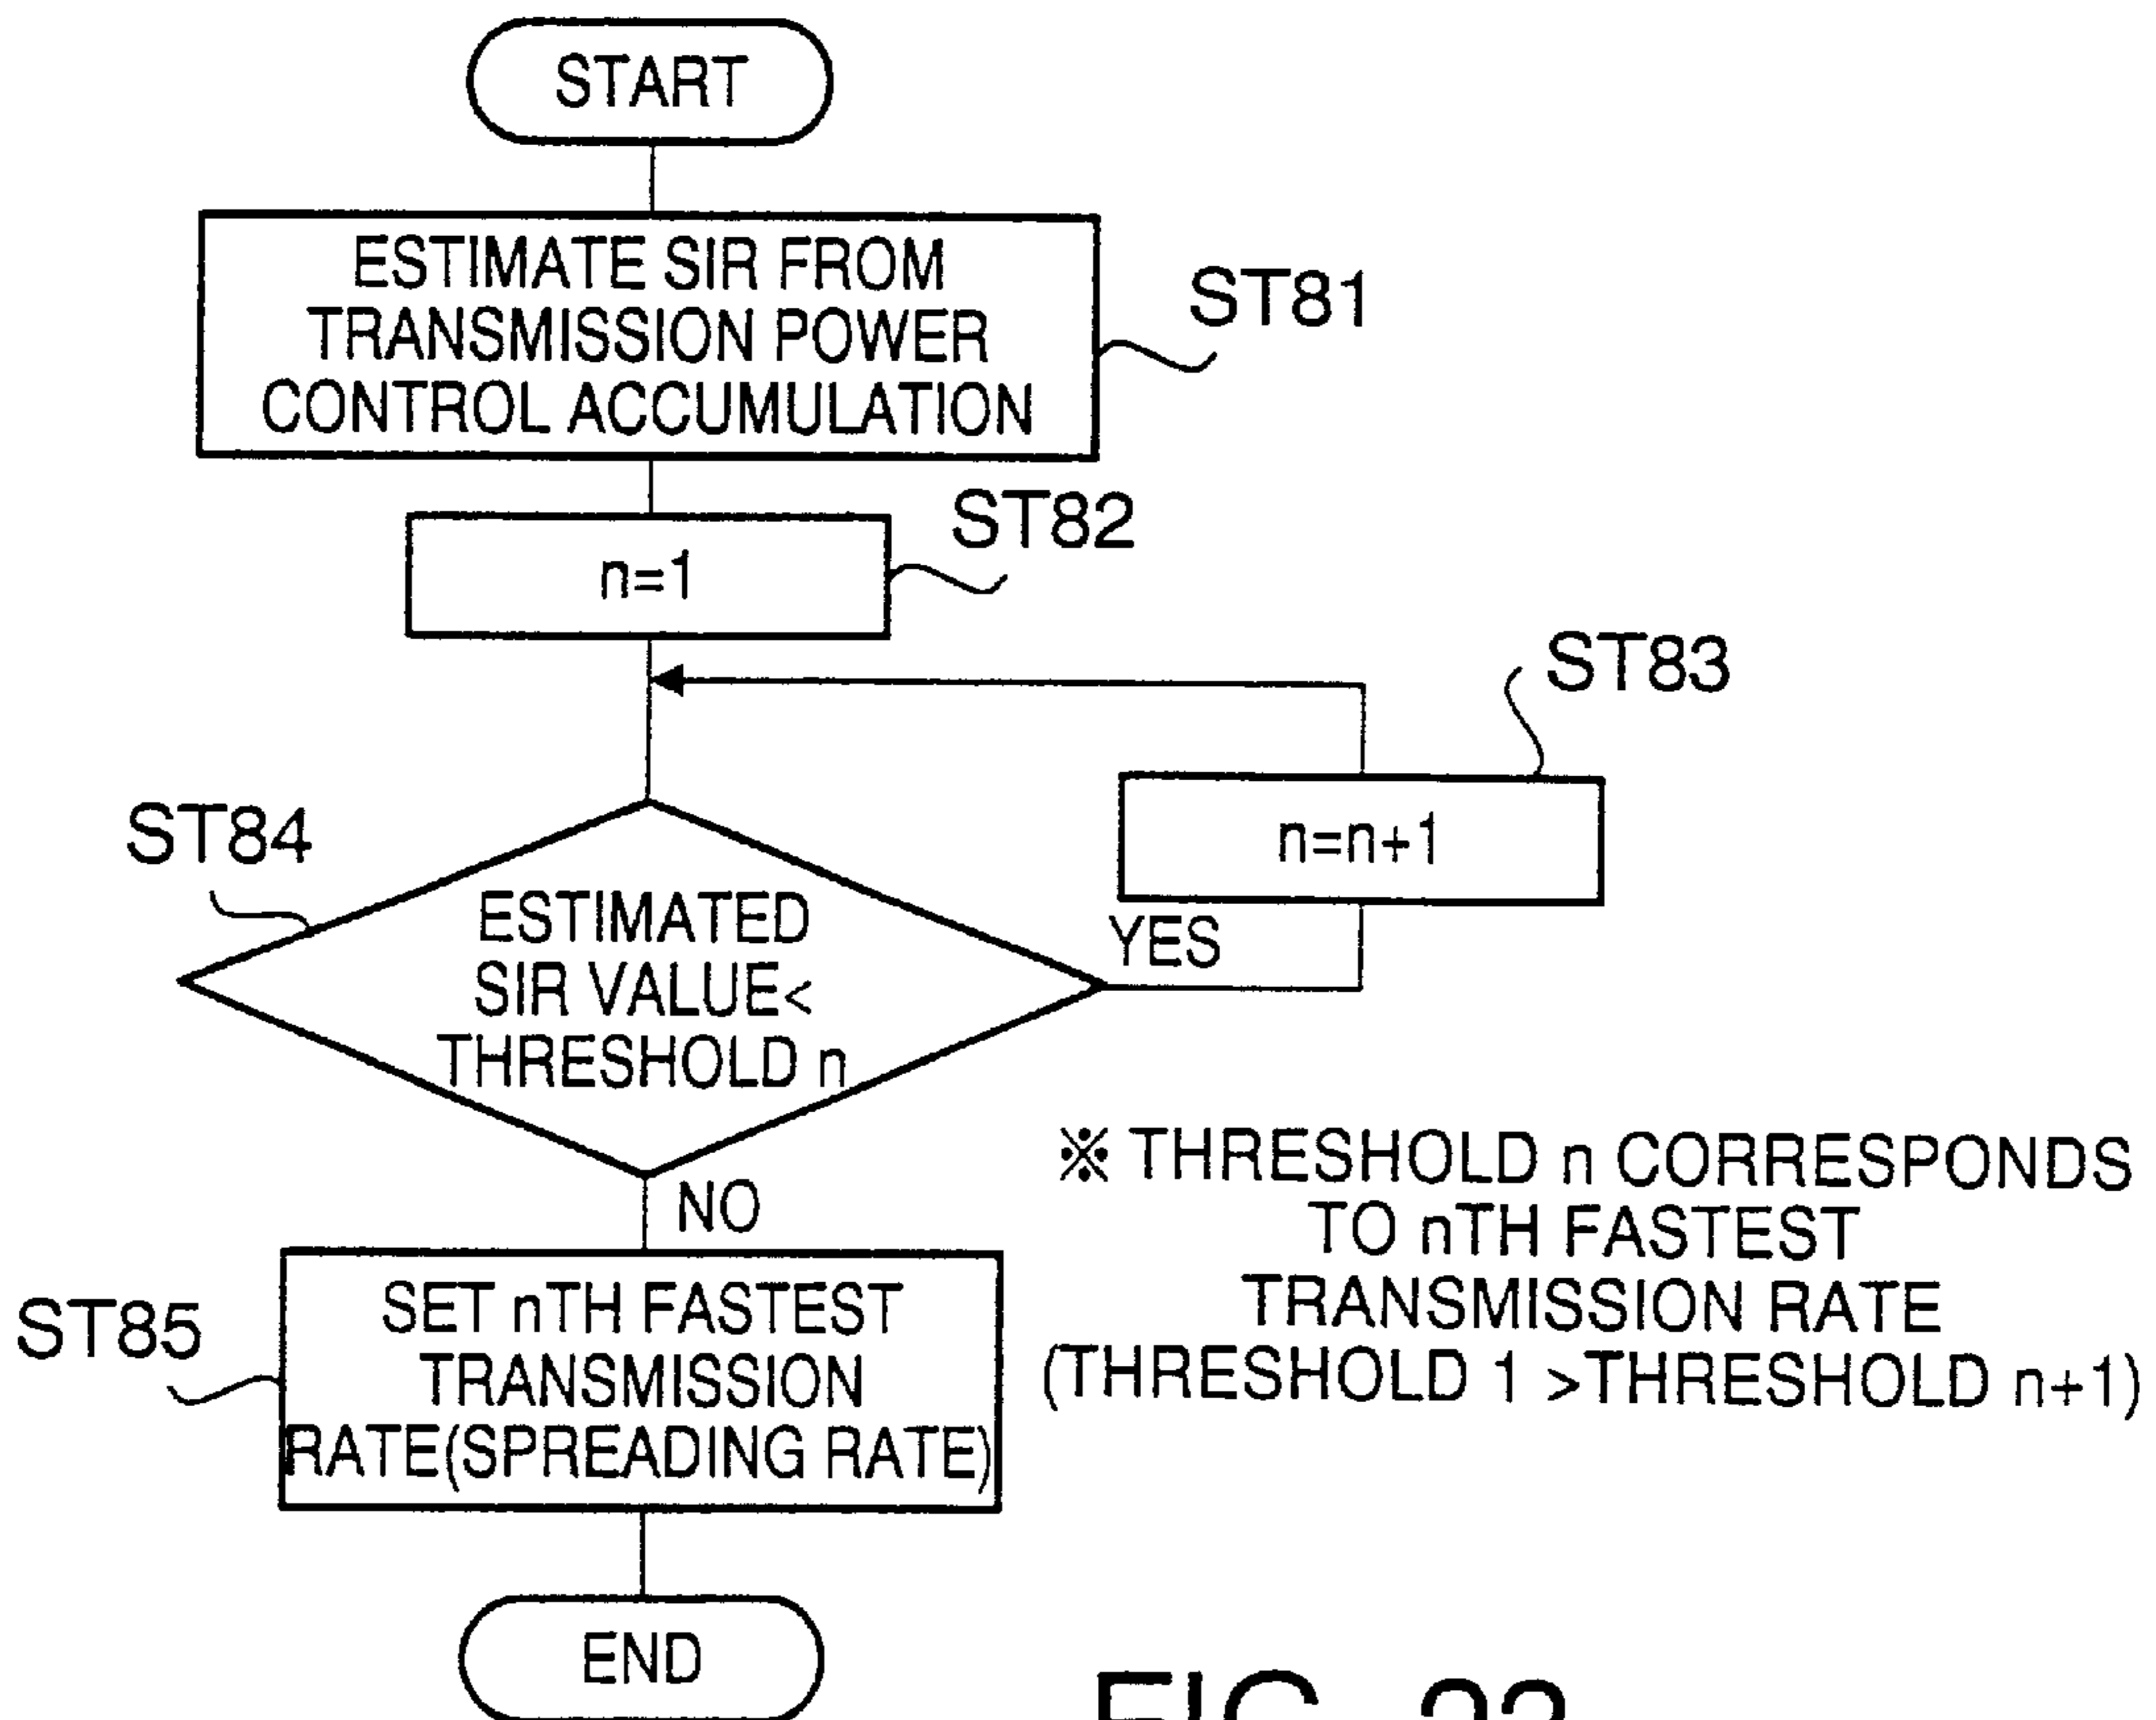 START
ESTIMATE SIR FROM
TRANSMISSION POWER
CONTROL ACCUMULATION
ST81
n=1
ST82
ST83
n=n+1
ST84
ESTIMATED
SIR VALUE<
THRESHOLD n
YES
NO
※ THRESHOLD n CORRESPONDS
TO nTH FASTEST
TRANSMISSION RATE
(THRESHOLD 1 >THRESHOLD n+1)
ST85
SET nTH FASTEST
TRANSMISSION
RATE(SPREADING RATE)
END
FIG.